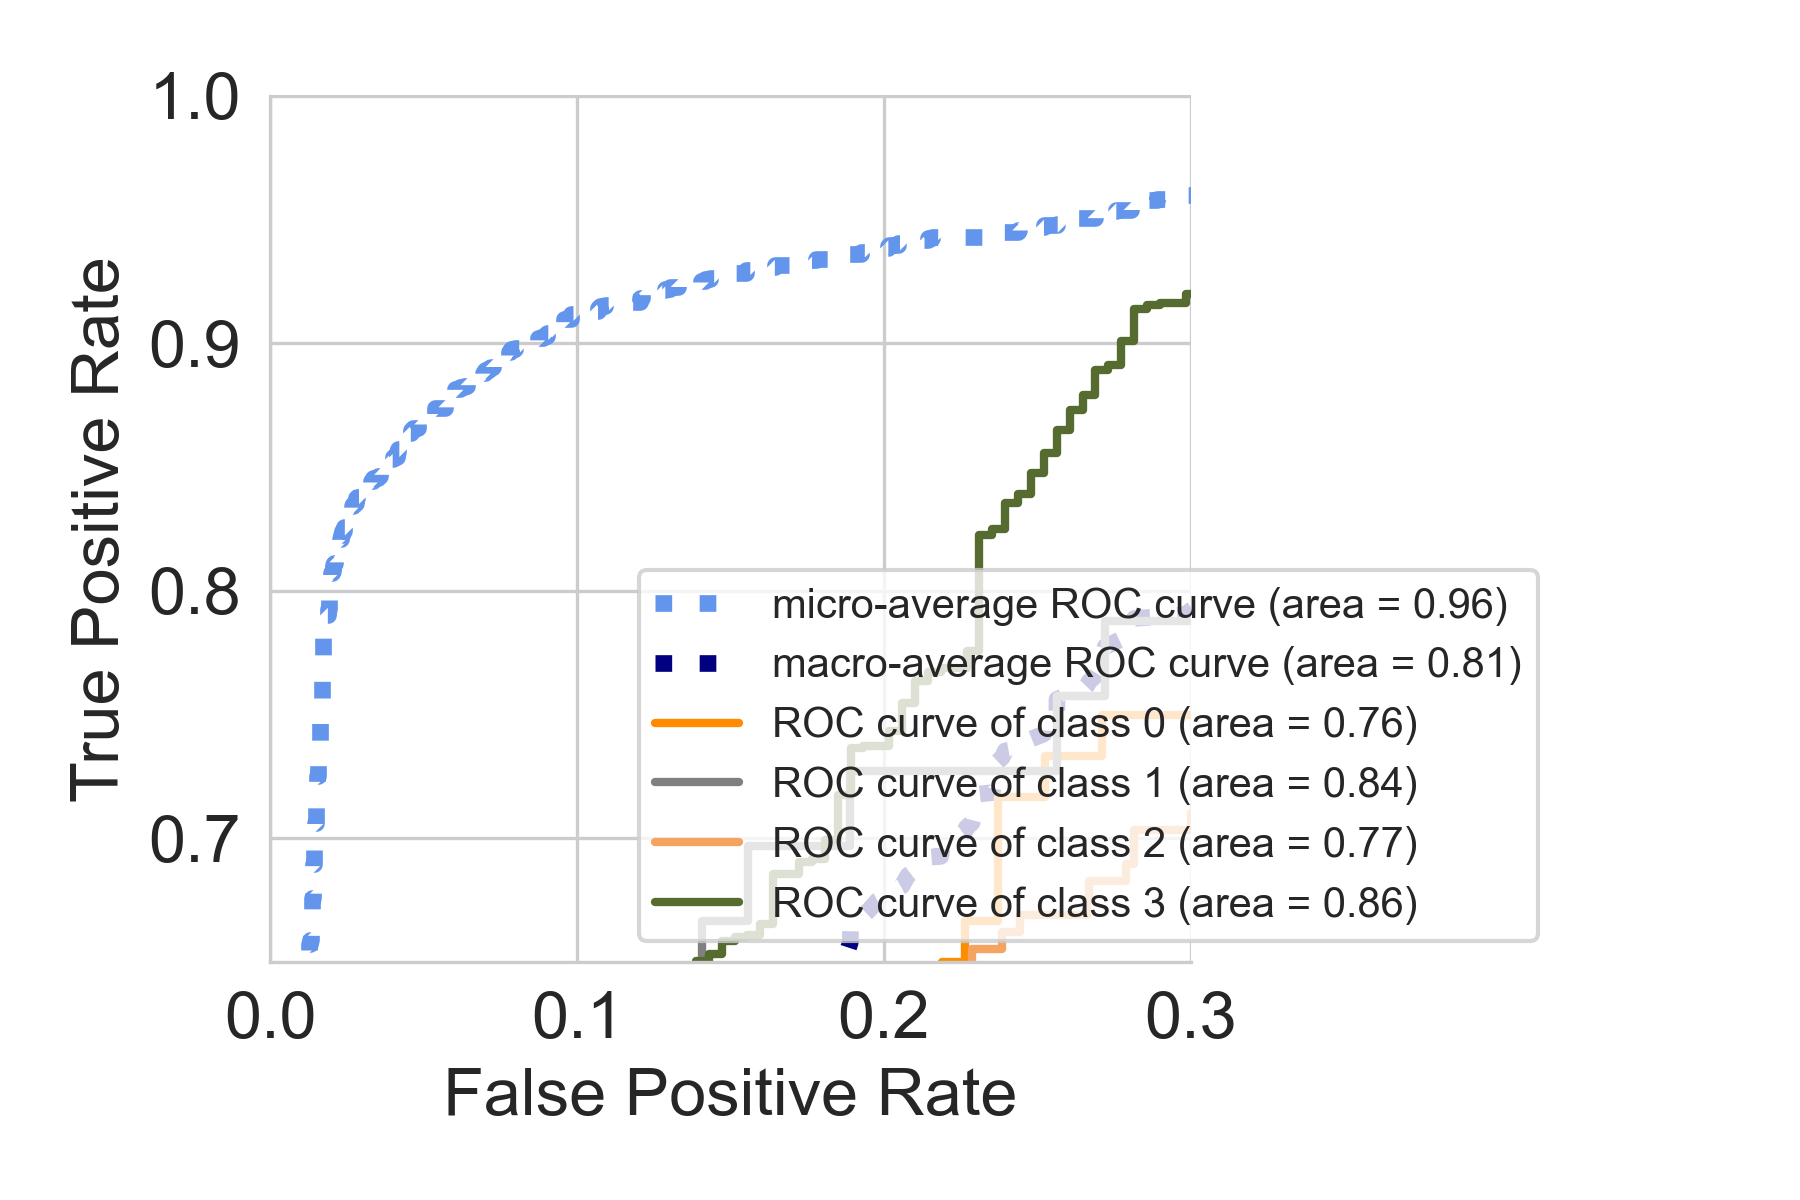 1.0
0.9
0.8
0.7
True Positive Rate
micro-average ROC curve (area = 0.96)
macro-average ROC curve (area = 0.81)
ROC curve of class 0 (area = 0.76)
ROC curve of class 1 (area = 0.84)
ROC curve of class 2 (area = 0.77)
ROC curve of class 3 (area = 0.86)
0.0 0.1 0.2 0.3
False Positive Rate